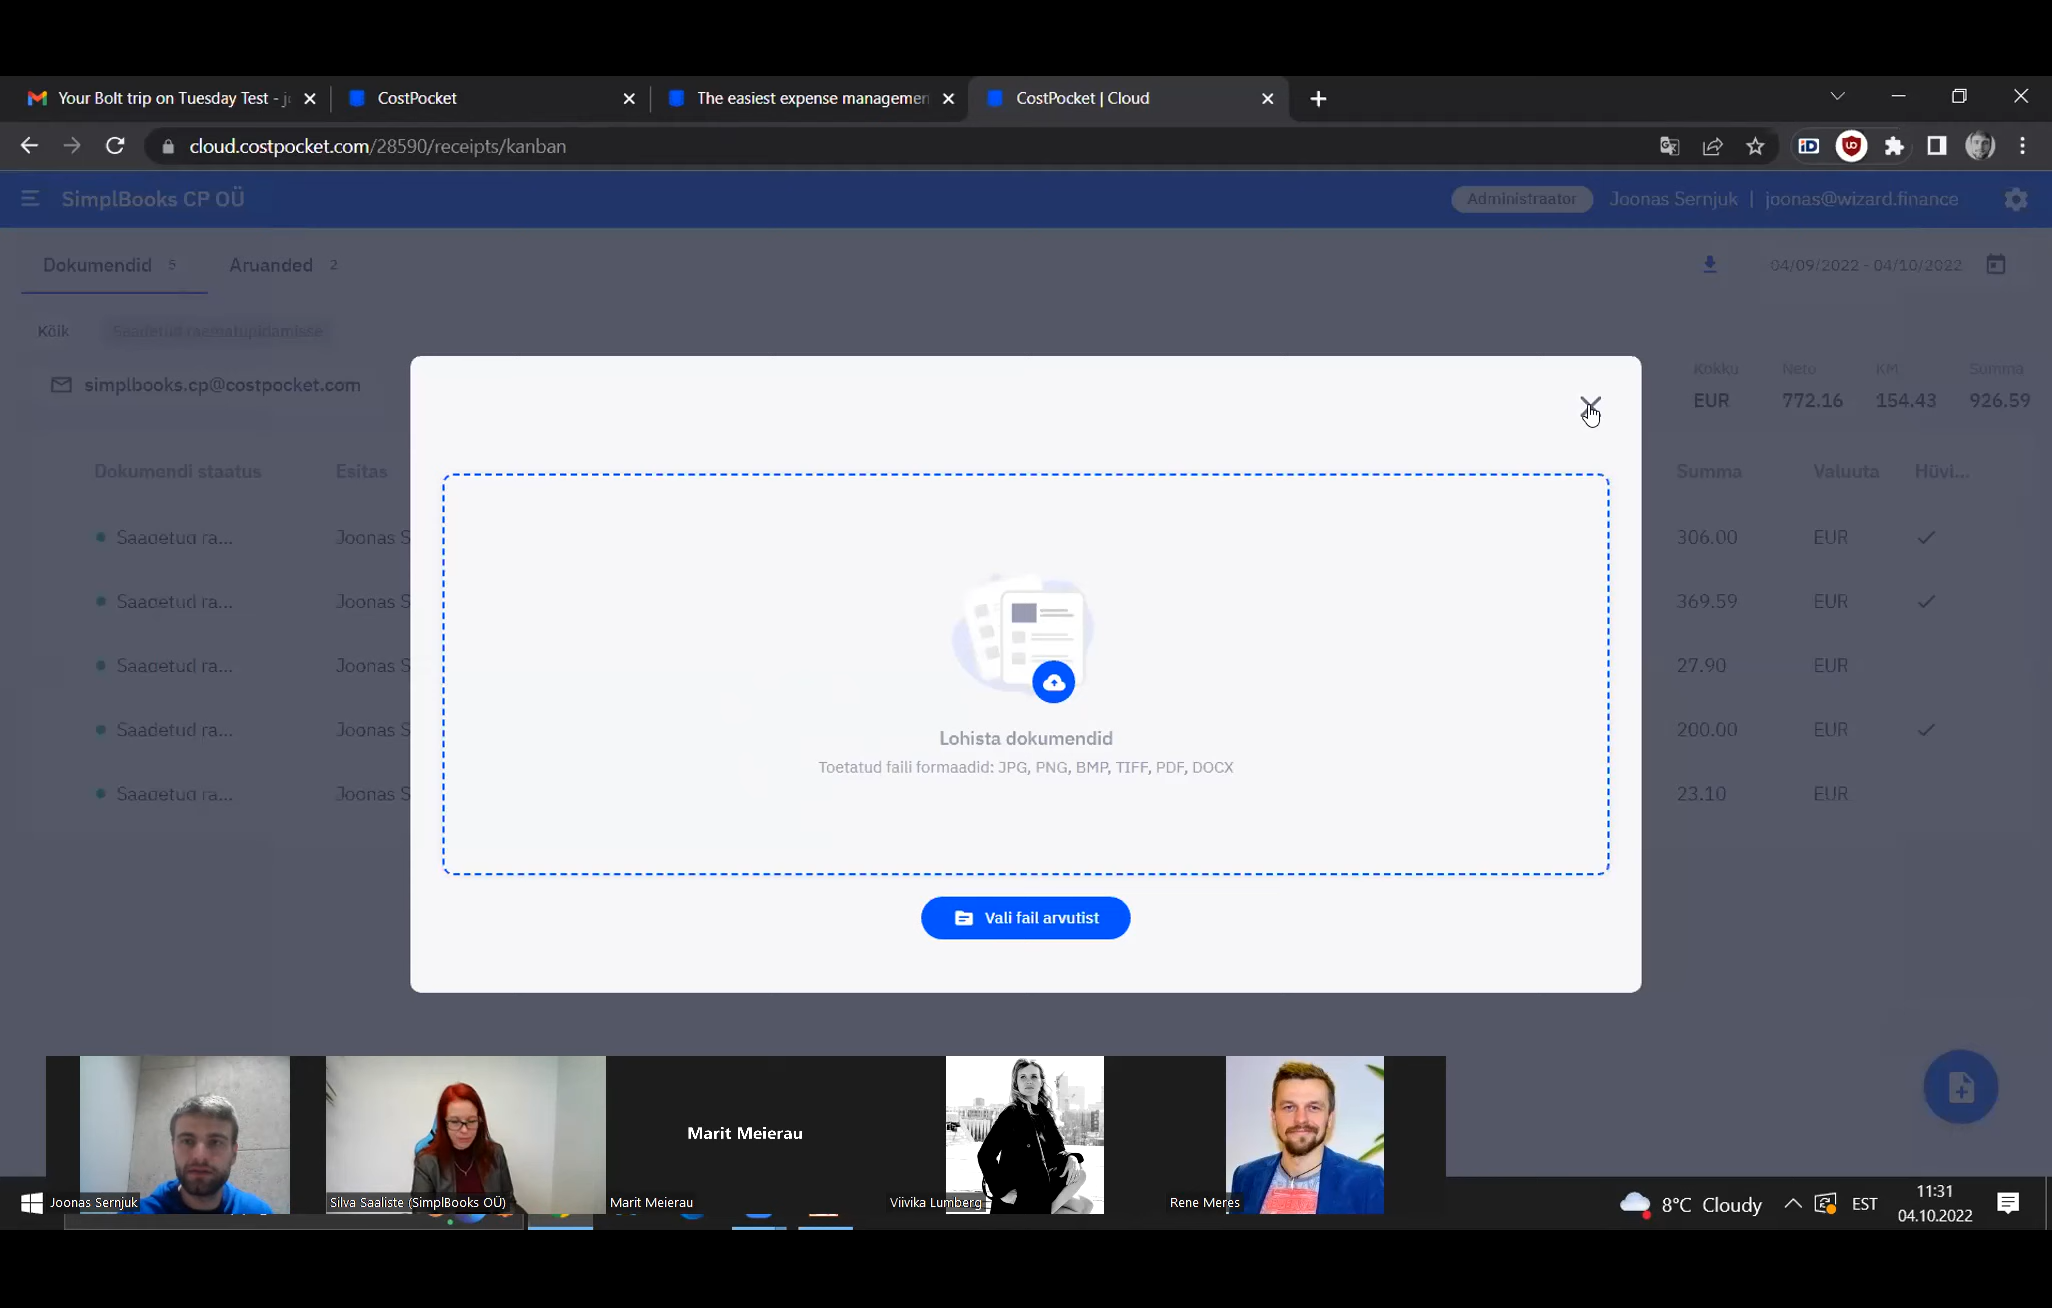 Your Bolt trip on Tuesday Test - j
CostPocket
The easiest expense managemen
CostPocket | Cloud
cloud.costpocket.com/28590/receipts/kanban
SimplBooks CP OÜ
Administraator
Joonas Sernjuk | joonas@wizard.finance
Dokumendid 5
Aruanded 2
04/09/2022 - 04/10/2022
Kõik
Saadetud raamatupidamisse
simplbooks.cp@costpocket.com
Kokku Neto KM Summa
EUR 772.16 154.43 926.59
Dokumendi staatus Esitas Summa Valuuta Hüvi...
Saadetud ra... Joonas S 306.00 EUR
Saadetud ra... Joonas S 369.59 EUR
Saadetud ra... Joonas S 27.90 EUR
Saadetud ra... Joonas S 200.00 EUR
Saadetud ra... Joonas S 23.10 EUR
Lohista dokumendid
Toetatud faili formaadid: JPG, PNG, BMP, TIFF, PDF, DOCX
Vali fail arvutist
Marit Meierau
Joonas Sernjuk
Silva Saaliste (SimplBooks OÜ)
Marit Meierau
Viivika Lumberg
Rene Meres
8°C Cloudy
EST
11:31
04.10.2022